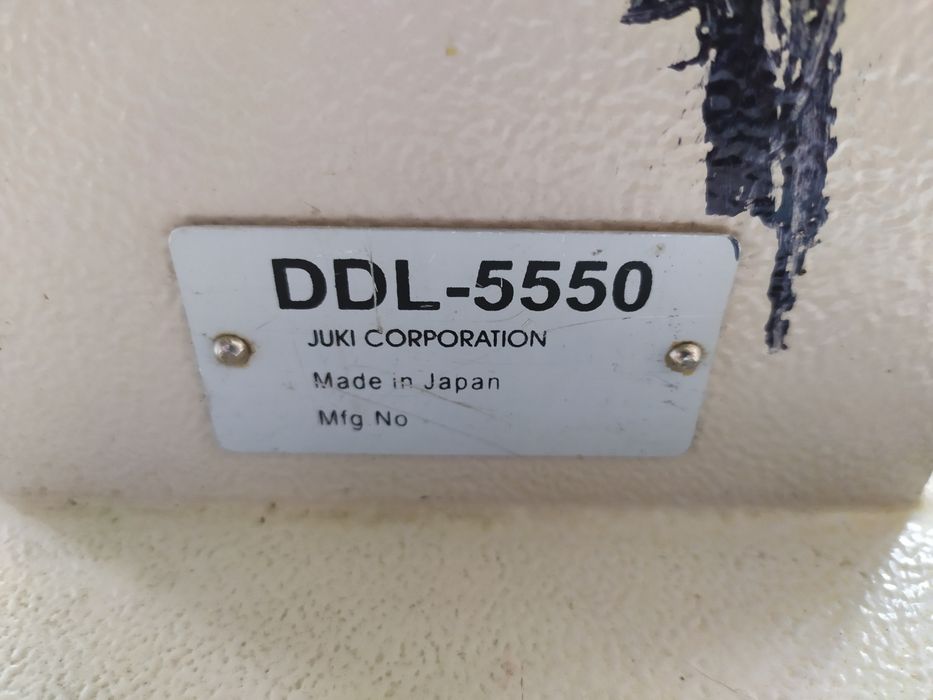 DDL-5550
JUKI CORPORATION
Made in Japan
Mfg No